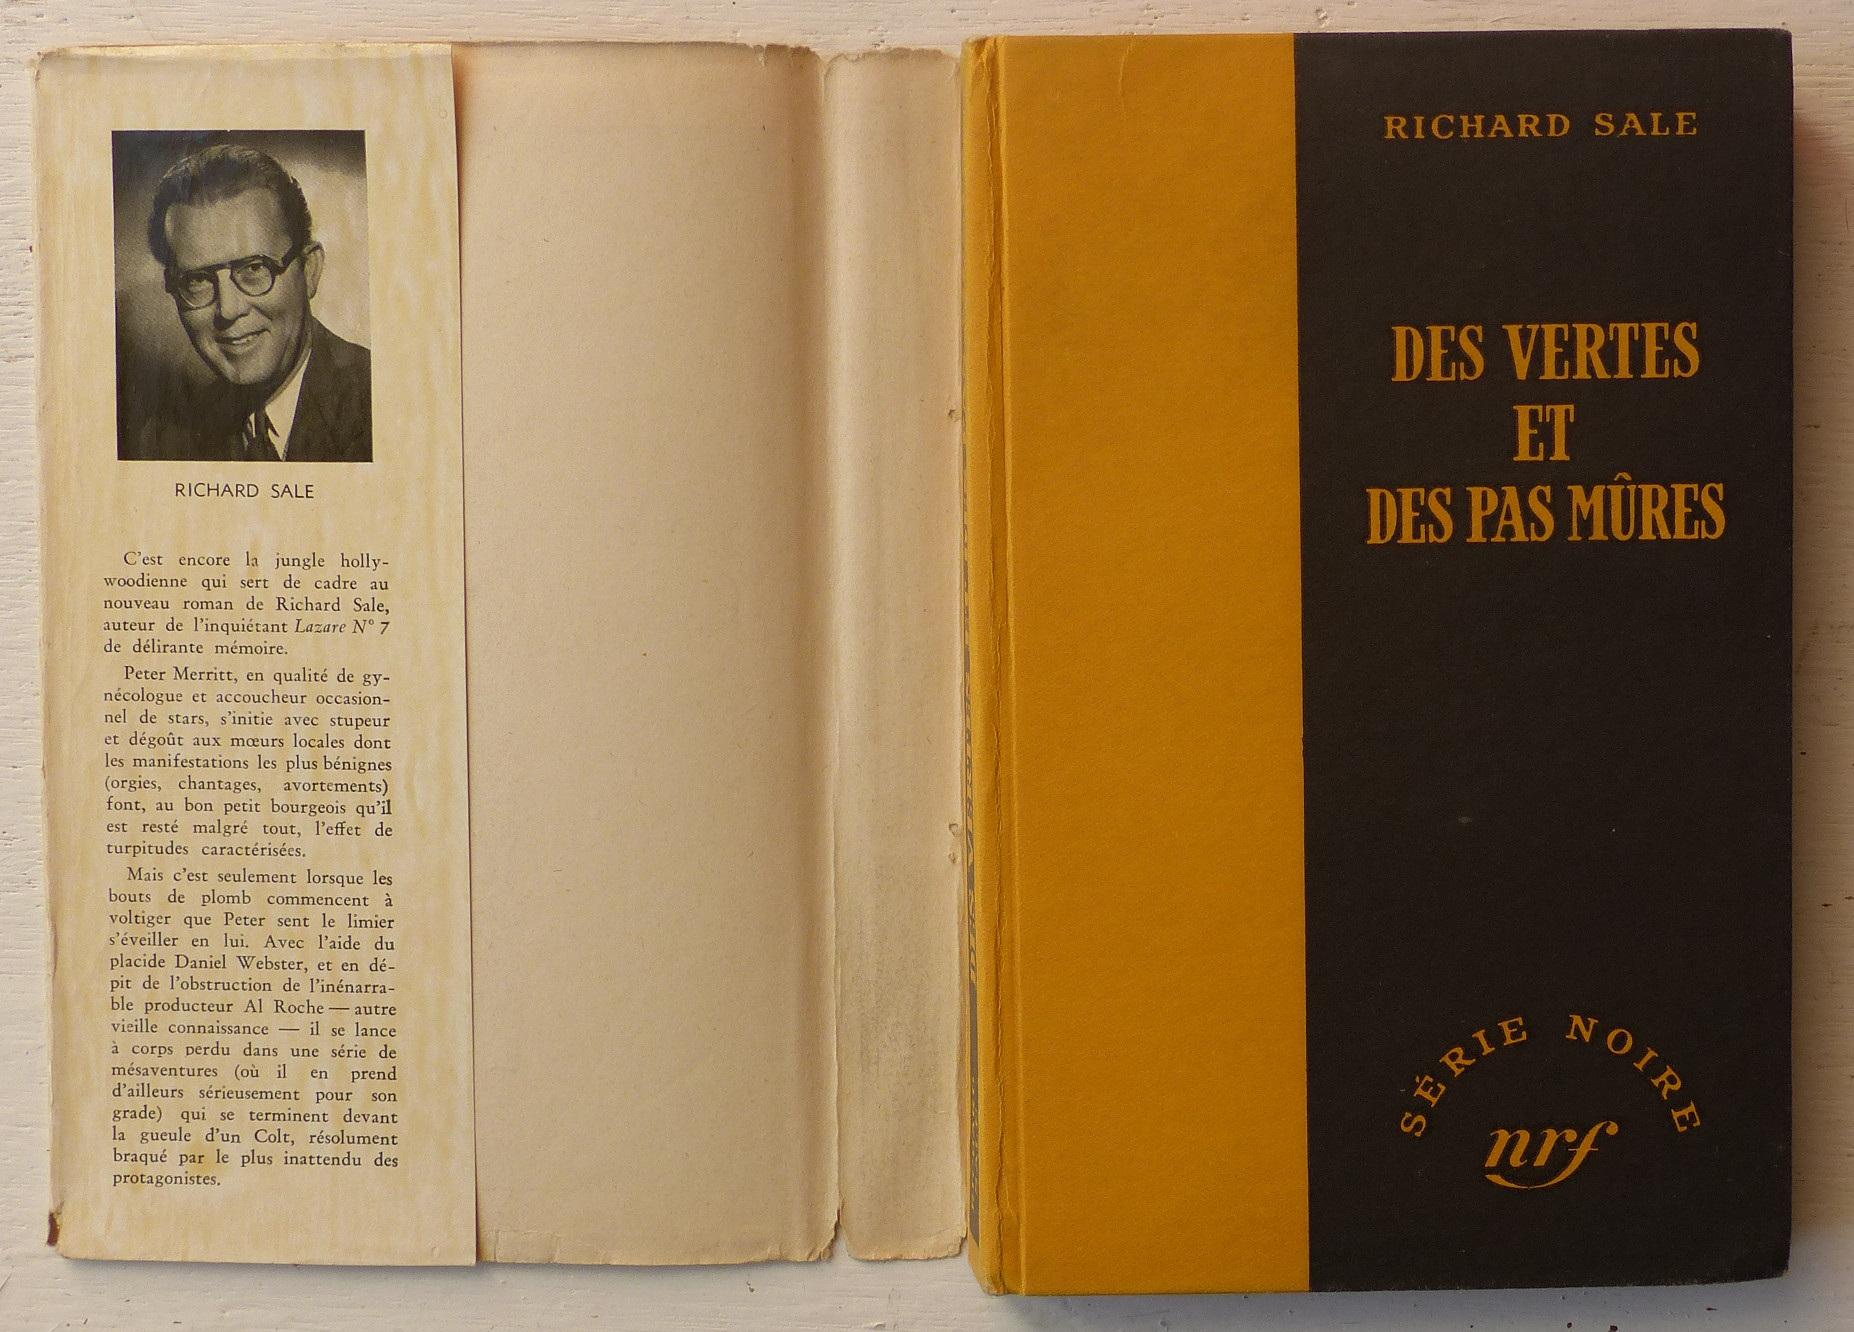 RICHARD SALE
C'est encore la jungle holly-
woodienne qui sert de cadre au
nouveau roman de Richard Sale,
auteur de l'inquiétant Lazare N° 7
de délirante mémoire.
Peter Merritt, en qualité de gy-
nécologue et accoucheur occasion-
nel de stars, s'initie avec stupeur
et dégoût aux mœurs locales dont
les manifestations les plus bénignes
(orgies, chantages, avortements)
font, au bon petit bourgeois qu'il
est resté malgré tout, l'effet de
turpitudes caractérisées.
Mais c'est seulement lorsque les
bouts de plomb commencent à
voltiger que Peter sent le limier
s'éveiller en lui. Avec l'aide du
placide Daniel Webster, et en dé-
pit de l'obstruction de l'inénarra-
ble producteur Al Roche — autre
vieille connaissance — il se lance
à corps perdu dans une série de
mésaventures (où il en prend
d'ailleurs sérieusement pour son
grade) qui se terminent devant
la gueule d'un Colt, résolument
braqué par le plus inattendu des
protagonistes.
RICHARD SALE
DES VERTES
ET
DES PAS MÛRES
SÉRIE NOIRE
nrf